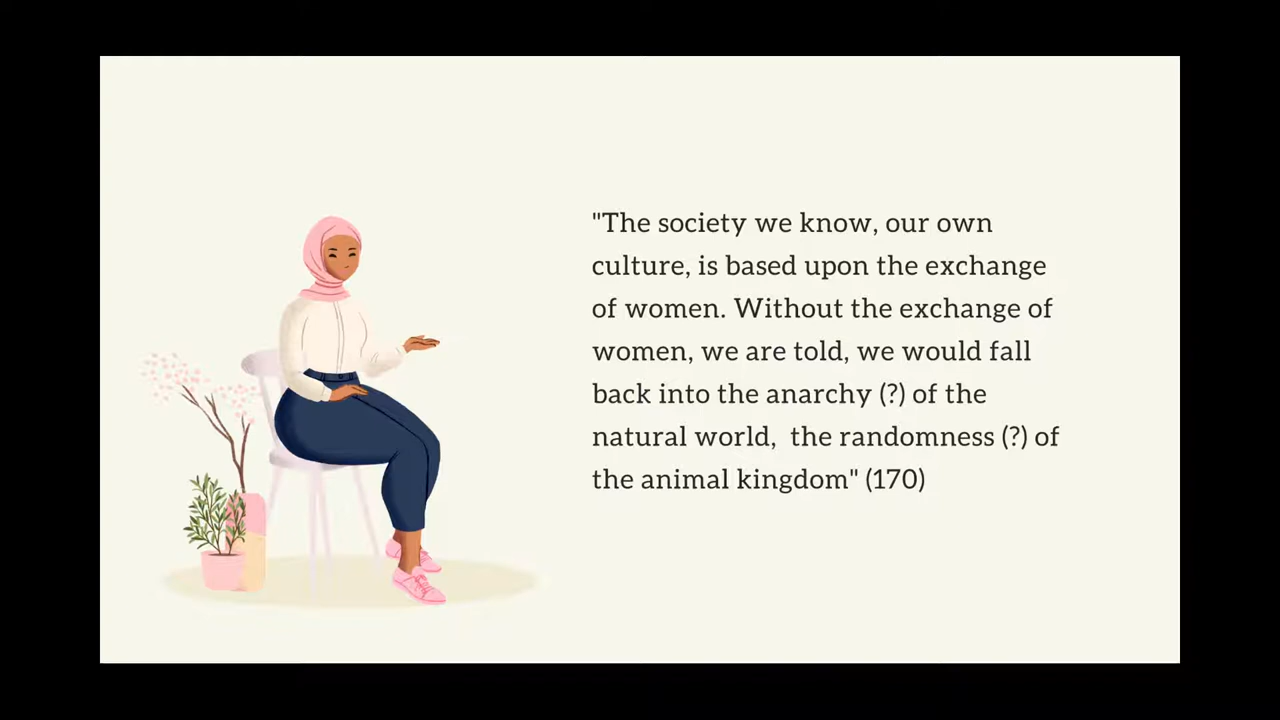 "The society we know, our own
culture, is based upon the exchange
of women. Without the exchange of
women, we are told, we would fall
back into the anarchy (?) of the
natural world,  the randomness (?) of
the animal kingdom" (170)